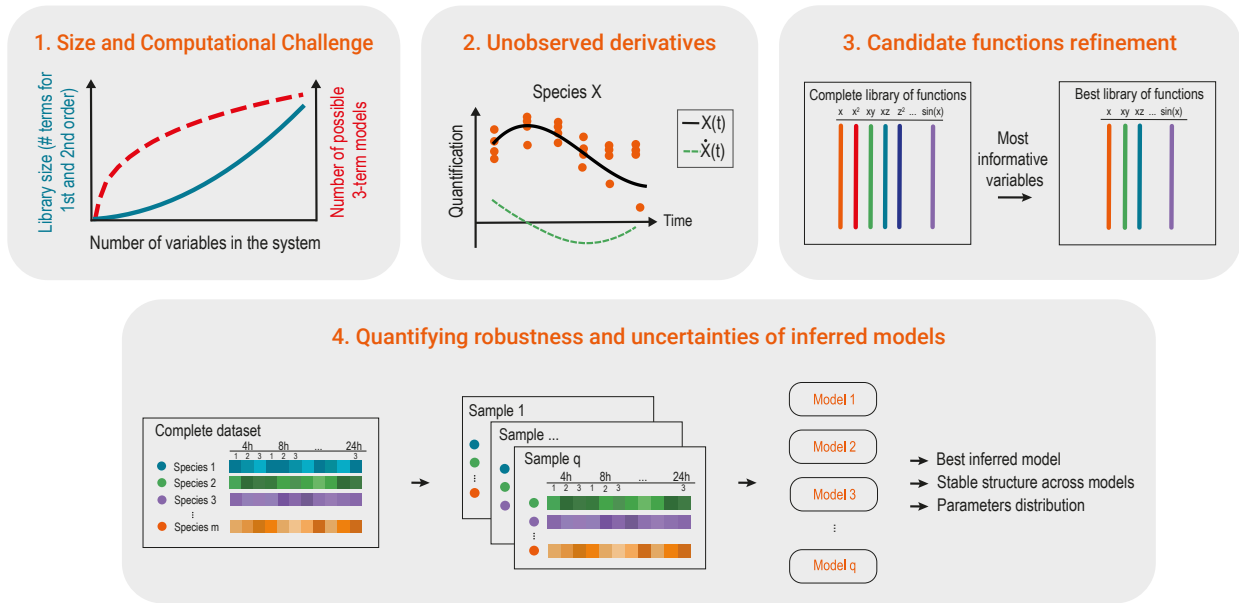 1. Size and Computational Challenge
Library size (# terms for
1st and 2nd order)
Number of possible
3-term models
Number of variables in the system
2. Unobserved derivatives
Species X
Quantification
X(t)
Ẋ(t)
Time
3. Candidate functions refinement
Complete library of functions
x x² xy xz z² ... sin(x)
Most
informative
variables
Best library of functions
x xy xz ... sin(x)
4. Quantifying robustness and uncertainties of inferred models
Complete dataset
4h 8h ... 24h
1 2 3 1 2 3 3
Species 1
Species 2
Species 3
⋮
Species m
Sample 1
⋮
Sample ...
Sample q
4h 8h ... 24h
1 2 3 1 2 3 3
⋮
Model 1
Model 2
Model 3
⋮
Model q
Best inferred model
Stable structure across models
Parameters distribution